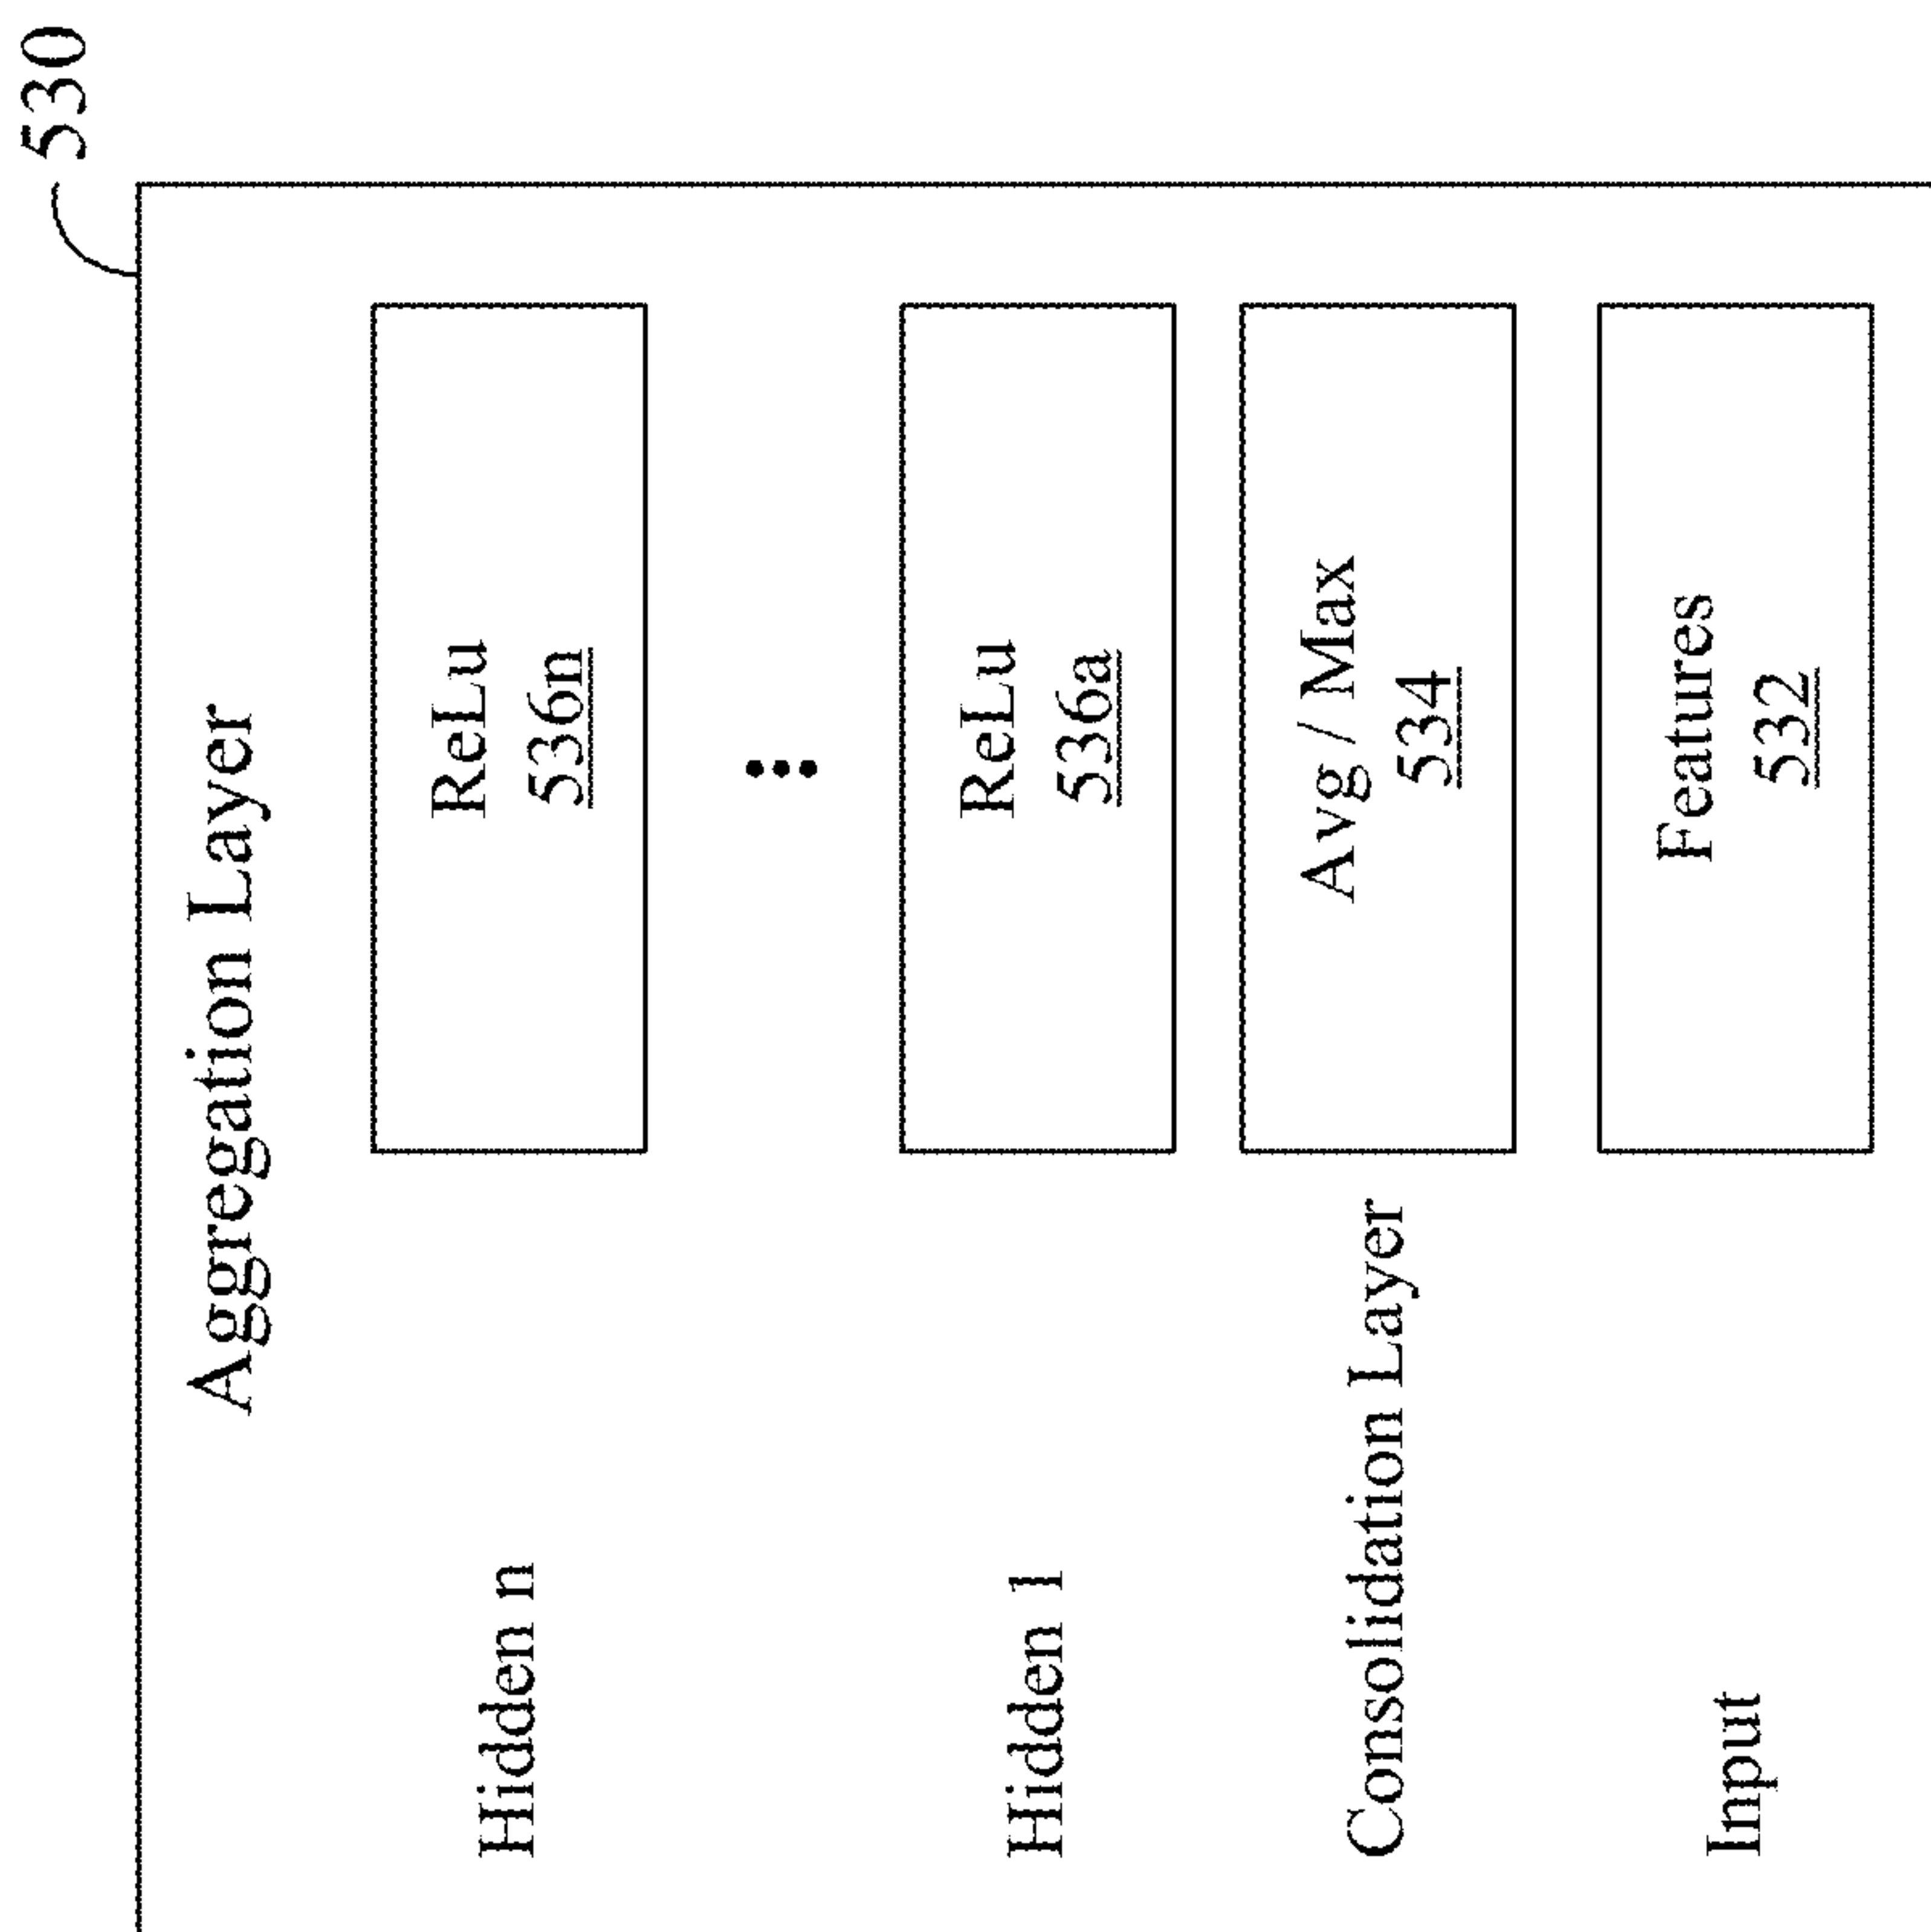 530
Aggregation Layer
Hidden n
ReLu
536n
Hidden 1
ReLu
536a
Consolidation Layer
Avg / Max
534
Input
Features
532